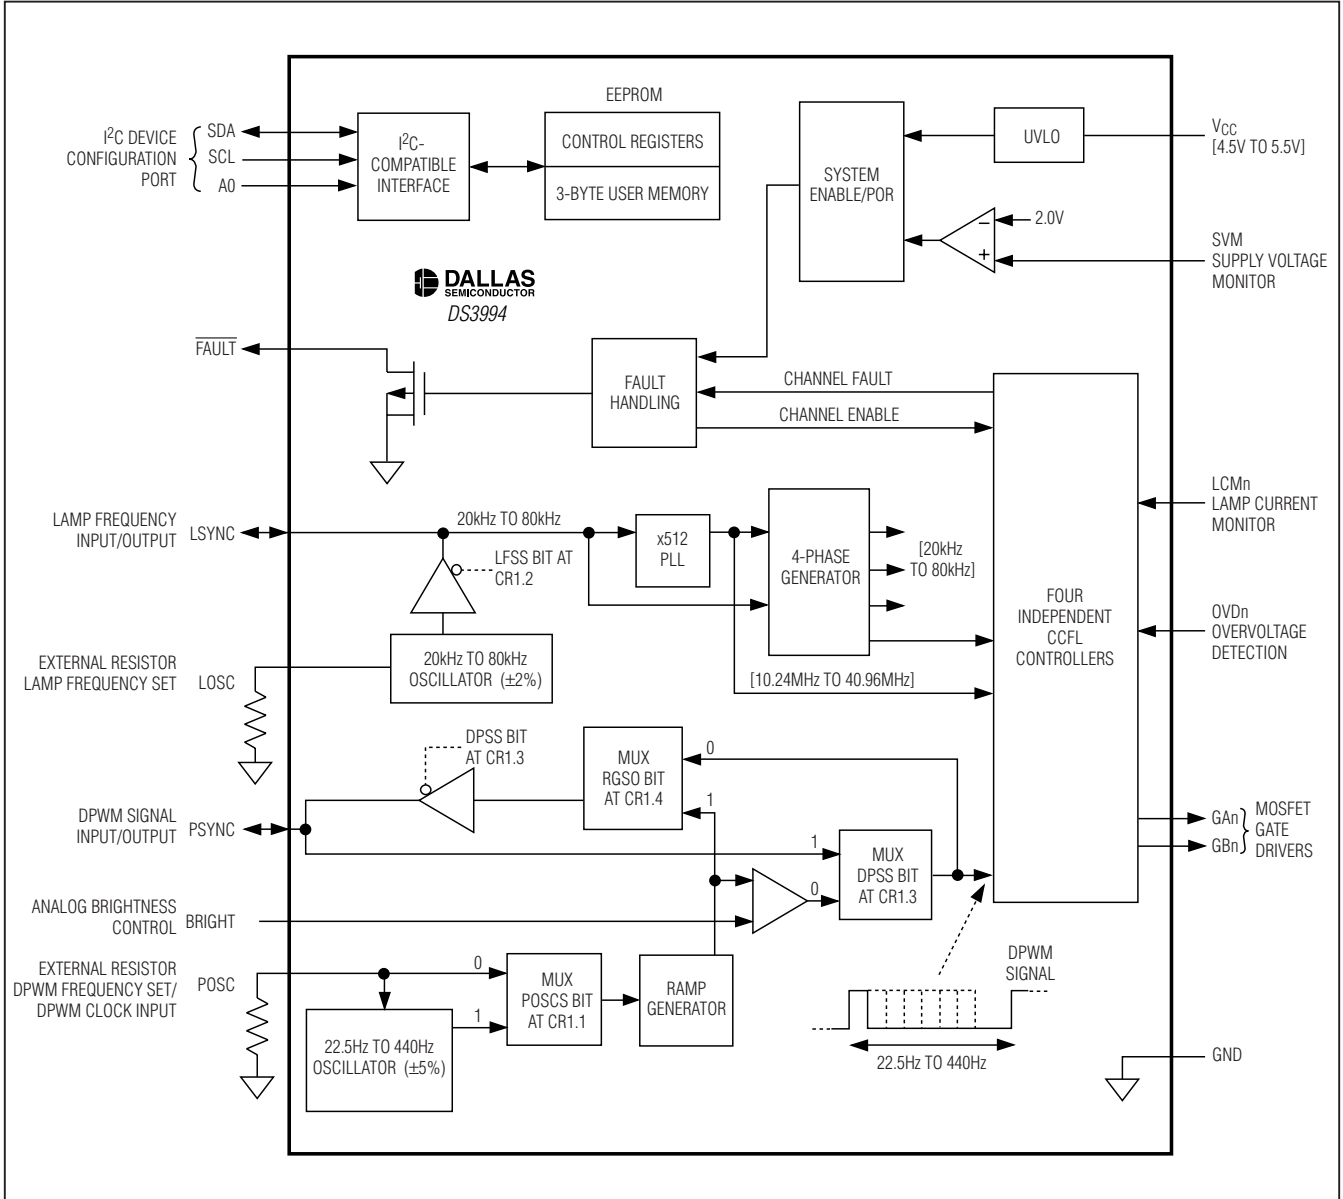 EEPROM
I²C DEVICE
CONFIGURATION
PORT
SDA
SCL
A0
I²C-
COMPATIBLE
INTERFACE
CONTROL REGISTERS
3-BYTE USER MEMORY
SYSTEM
ENABLE/POR
UVLO
VCC
[4.5V TO 5.5V]
2.0V
−
+
SVM
SUPPLY VOLTAGE
MONITOR
DALLAS
SEMICONDUCTOR
DS3994
FAULT
FAULT
HANDLING
CHANNEL FAULT
CHANNEL ENABLE
LCMn
LAMP CURRENT
MONITOR
LAMP FREQUENCY
INPUT/OUTPUT
LSYNC
20kHz TO 80kHz
x512
PLL
4-PHASE
GENERATOR
[20kHz
TO 80kHz]
LFSS BIT AT
CR1.2
FOUR
INDEPENDENT
CCFL
CONTROLLERS
OVDn
OVERVOLTAGE
DETECTION
EXTERNAL RESISTOR
LAMP FREQUENCY SET
LOSC
20kHz TO 80kHz
OSCILLATOR (±2%)
[10.24MHz TO 40.96MHz]
DPSS BIT
AT CR1.3
MUX
RGSO BIT
AT CR1.4
0
1
DPWM SIGNAL
INPUT/OUTPUT
PSYNC
GAn
GBn
MOSFET
GATE
DRIVERS
1
0
MUX
DPSS BIT
AT CR1.3
ANALOG BRIGHTNESS
CONTROL
BRIGHT
EXTERNAL RESISTOR
DPWM FREQUENCY SET/
DPWM CLOCK INPUT
POSC
0
1
MUX
POSCS BIT
AT CR1.1
RAMP
GENERATOR
DPWM
SIGNAL
22.5Hz TO 440Hz
OSCILLATOR (±5%)
22.5Hz TO 440Hz
GND